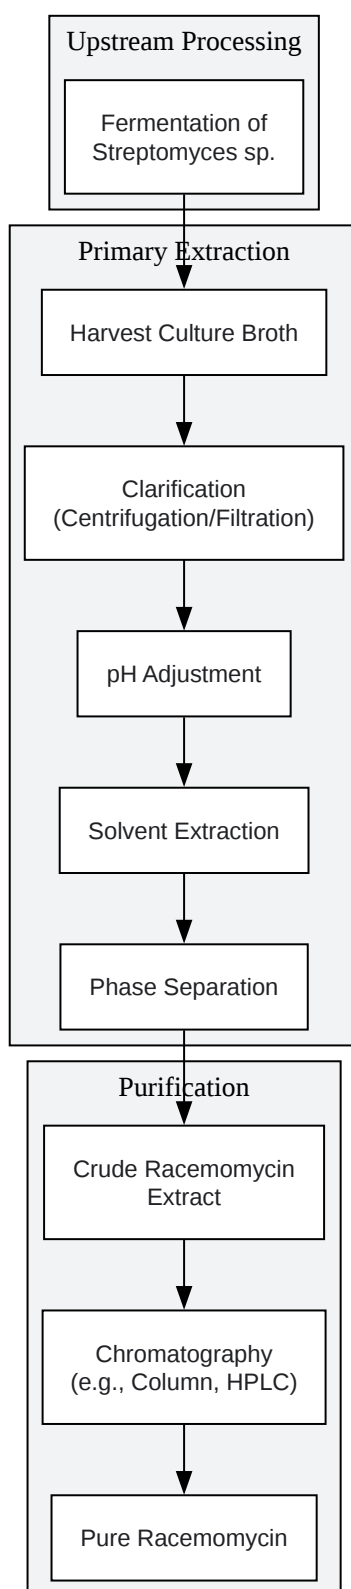 Upstream Processing
Fermentation of
Streptomyces sp.
Primary Extraction
Harvest Culture Broth
Clarification
(Centrifugation/Filtration)
pH Adjustment
Solvent Extraction
Phase Separation
Purification
Crude Racemomycin
Extract
Chromatography
(e.g., Column, HPLC)
Pure Racemomycin